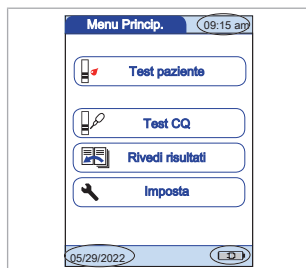 Menu Princip. 09:15 am
Test paziente
Test CQ
Rivedi risultati
Imposta
05/29/2022